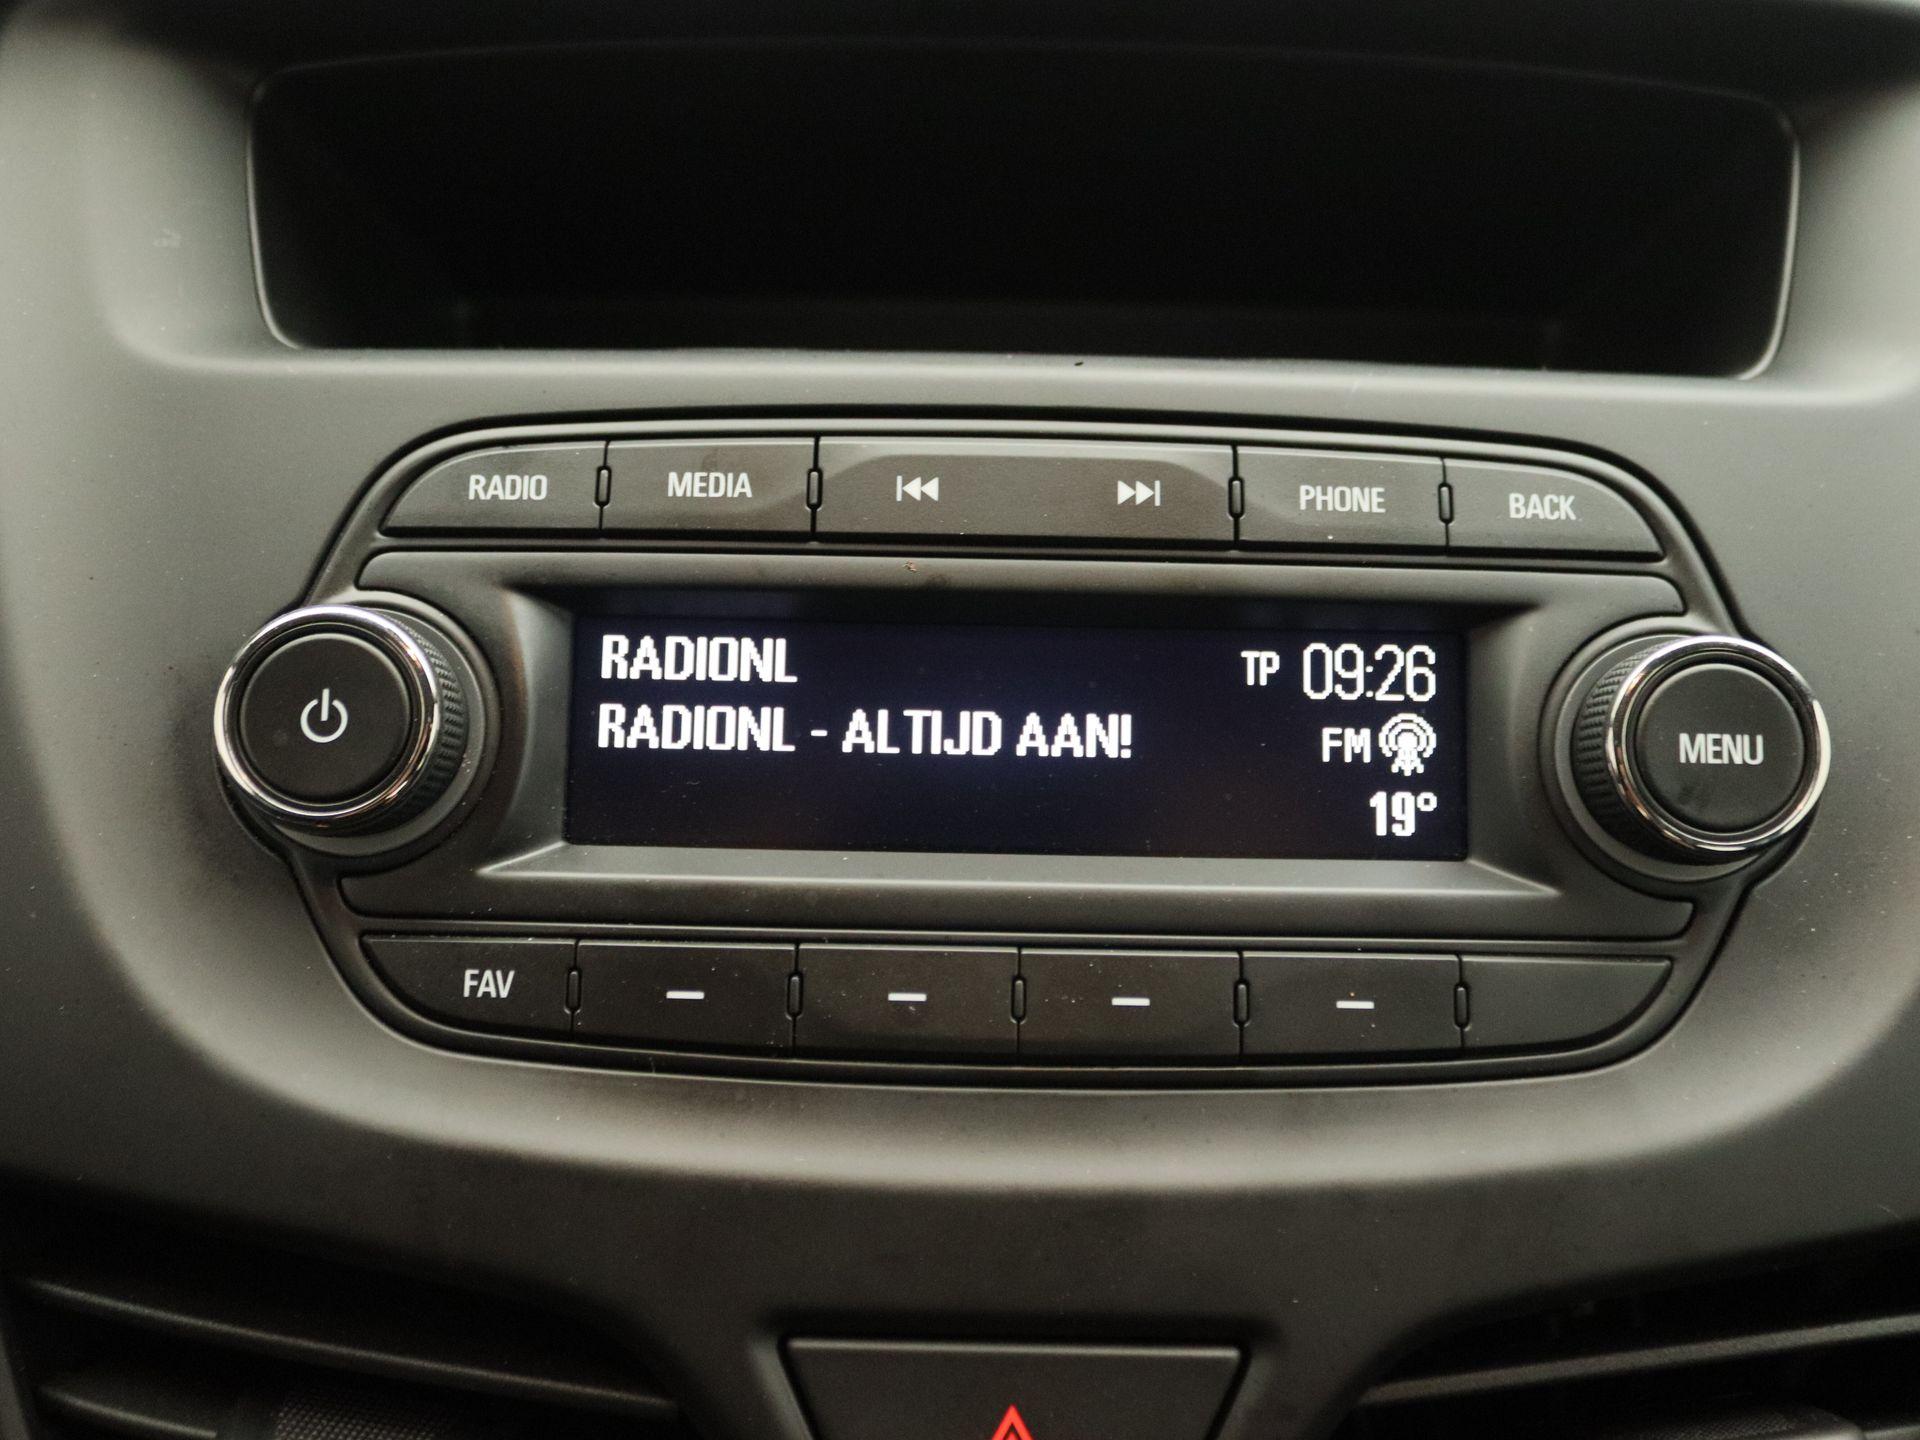 RADIO MEDIA PHONE BACK
RADIONL TP 09:26
RADIONL - ALTIJD AAN! FM
19°
MENU
FAV